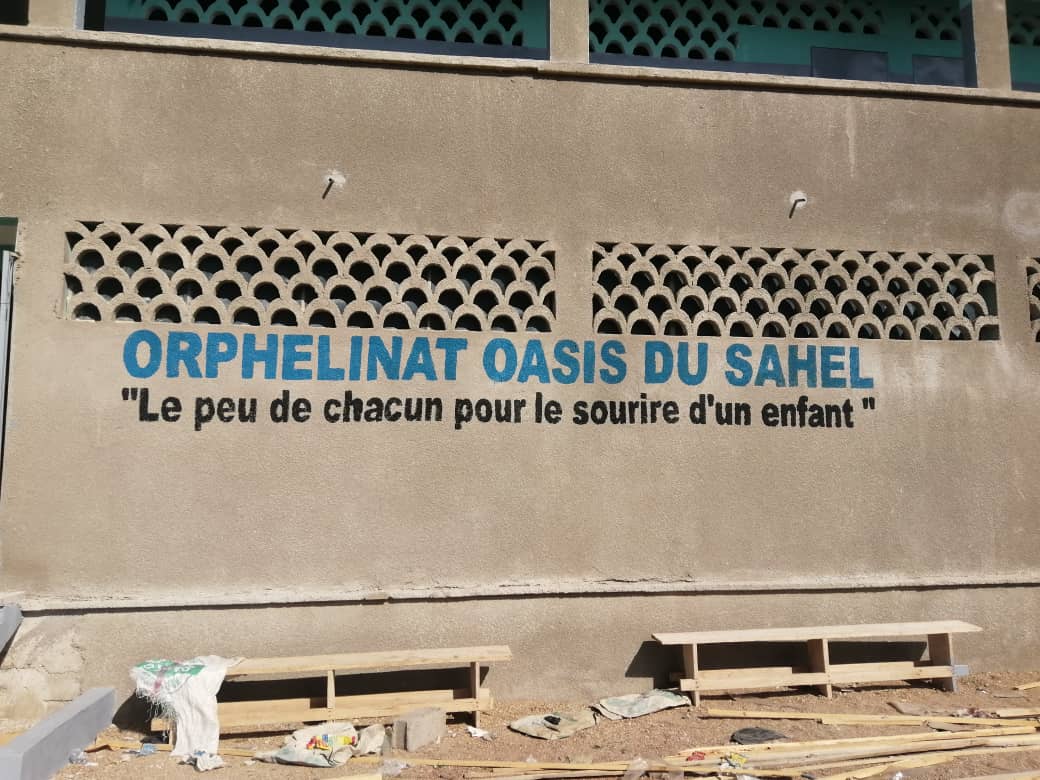 ORPHELINAT OASIS DU SAHEL
"Le peu de chacun pour le sourire d'un enfant "